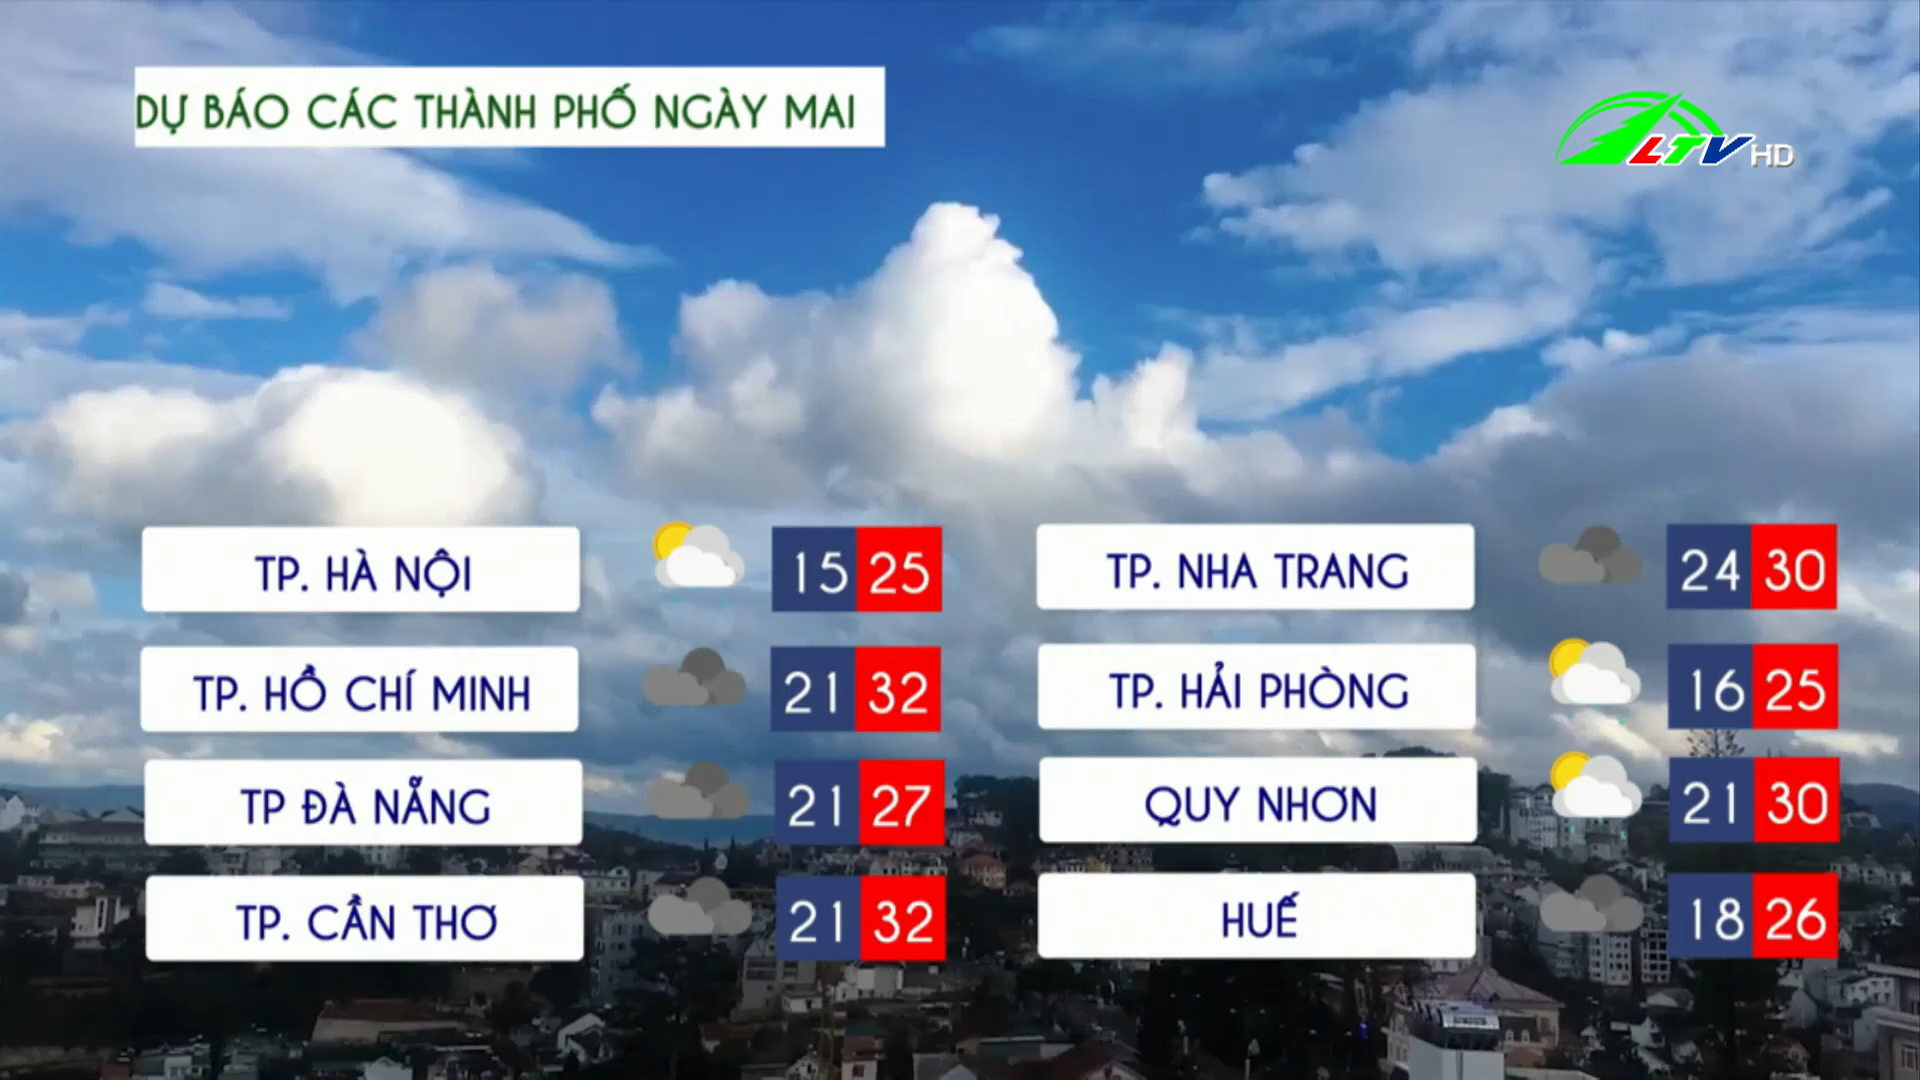 DỰ BÁO CÁC THÀNH PHỐ NGÀY MAI
LTV HD
TP. HÀ NỘI 15 25
TP. HỒ CHÍ MINH 21 32
TP ĐÀ NẴNG 21 27
TP. CẦN THƠ 21 32
TP. NHA TRANG 24 30
TP. HẢI PHÒNG 16 25
QUY NHƠN 21 30
HUẾ 18 26